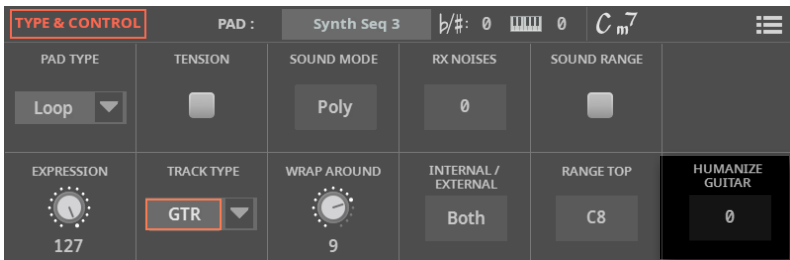 TYPE & CONTROL PAD : Synth Seq 3 ♭/#: 0 0 Cm7
PAD TYPE TENSION SOUND MODE RX NOISES SOUND RANGE
Loop Poly 0
EXPRESSION TRACK TYPE WRAP AROUND INTERNAL / EXTERNAL RANGE TOP HUMANIZE GUITAR
GTR Both C8 0
127 9